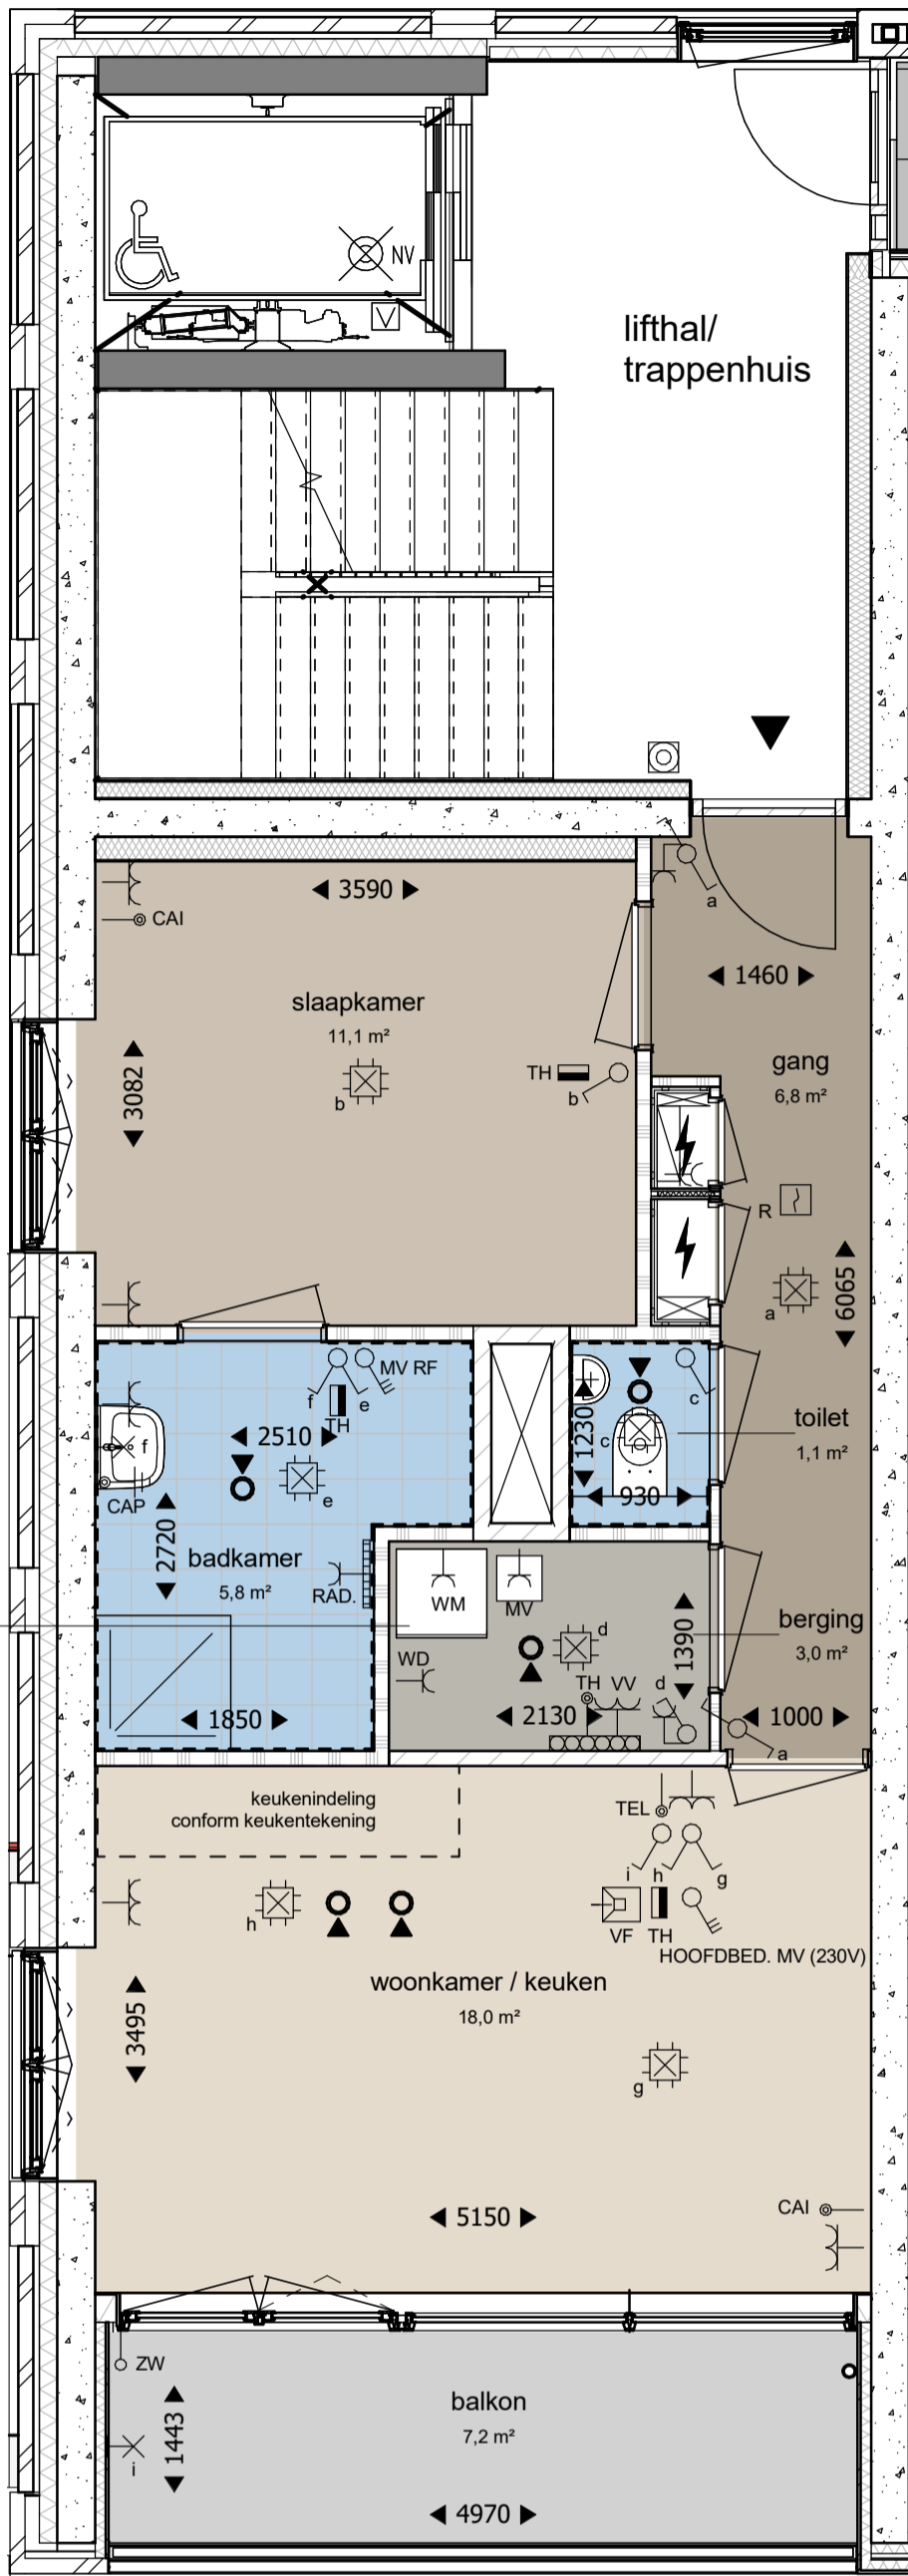 NV
V
lifthal/
trappenhuis
a
3590
CAI
1460
slaapkamer
11,1 m²
gang
6,8 m²
3082
TH
b
b
R
6065
a
MV RF
f
e
TH
c
2510
f
1230
c
toilet
1,1 m²
e
CAP
930
2720
badkamer
5,8 m²
RAD.
WM
MV
berging
3,0 m²
d
1390
WD
TH
VV
d
1850
2130
1000
a
keukenindeling
conform keukentekening
TEL
i
h
g
h
VF
TH
HOOFDBED. MV (230V)
woonkamer / keuken
18,0 m²
3495
g
5150
CAI
ZW
balkon
7,2 m²
1443
i
4970